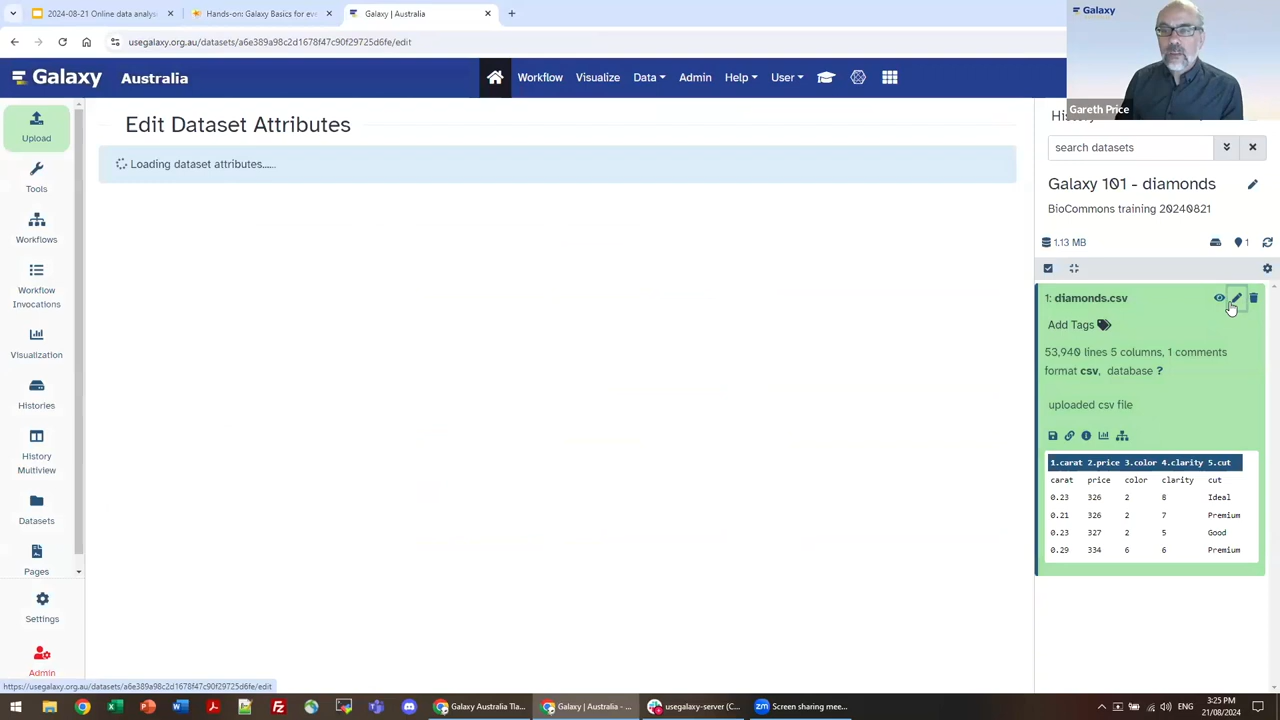 2024-08-21 Online data analysi
Hands-on: Galaxy Basics for eve
Galaxy | Australia
usegalaxy.org.au/datasets/a6e389a98c2d1678f47c90f29725d6fe/edit
Galaxy
Galaxy Australia
Workflow
Visualize
Data
Admin
Help
User
Gareth Price
Upload
Tools
Workflows
Workflow
Invocations
Visualization
Histories
History
Multiview
Datasets
Pages
Settings
Admin
Edit Dataset Attributes
Loading dataset attributes......
search datasets
Galaxy 101 - diamonds
BioCommons training 20240821
1.13 MB
1
1: diamonds.csv
Add Tags
53,940 lines 5 columns, 1 comments
format csv, database ?
uploaded csv file
1.carat 2.price 3.color 4.clarity 5.cut
carat price color clarity cut
0.23 326 2 8 Ideal
0.21 326 2 7 Premium
0.23 327 2 5 Good
0.29 334 6 6 Premium
https://usegalaxy.org.au/datasets/a6e389a98c2d1678f47c90f29725d6fe/edit
Galaxy Australia Tla...
Galaxy | Australia - ...
usegalaxy-server (C...
Screen sharing mee...
ENG
3:25 PM
21/08/2024